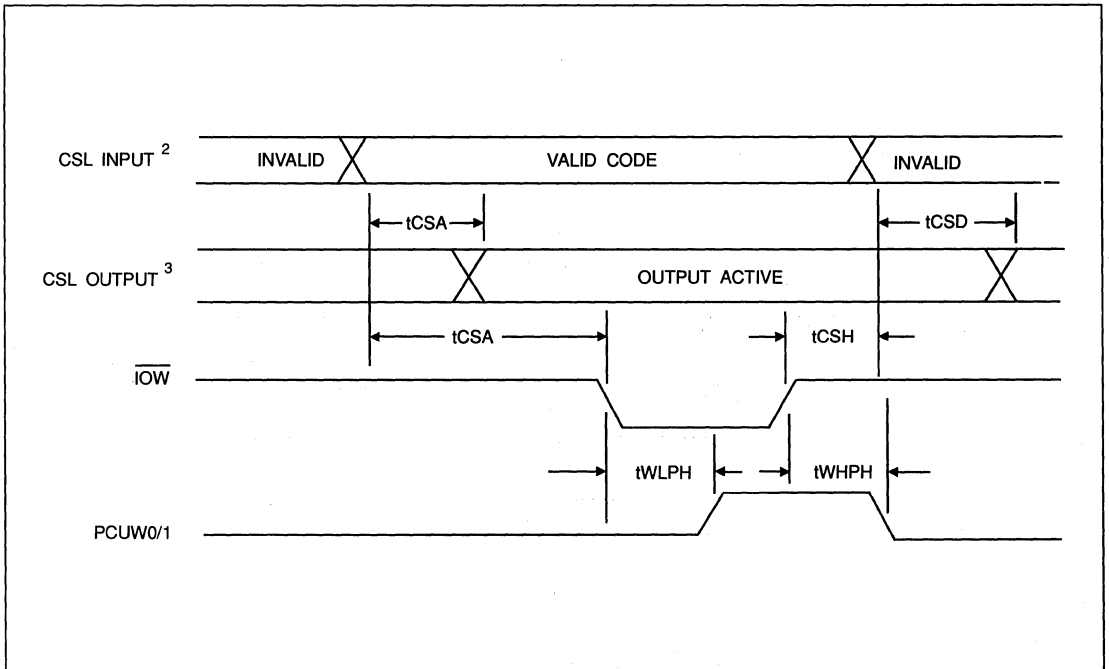 CSL INPUT 2
INVALID
VALID CODE
INVALID
tCSA
tCSD
CSL OUTPUT 3
OUTPUT ACTIVE
tCSA
tCSH
IOW
tWLPH
tWHPH
PCUW0/1